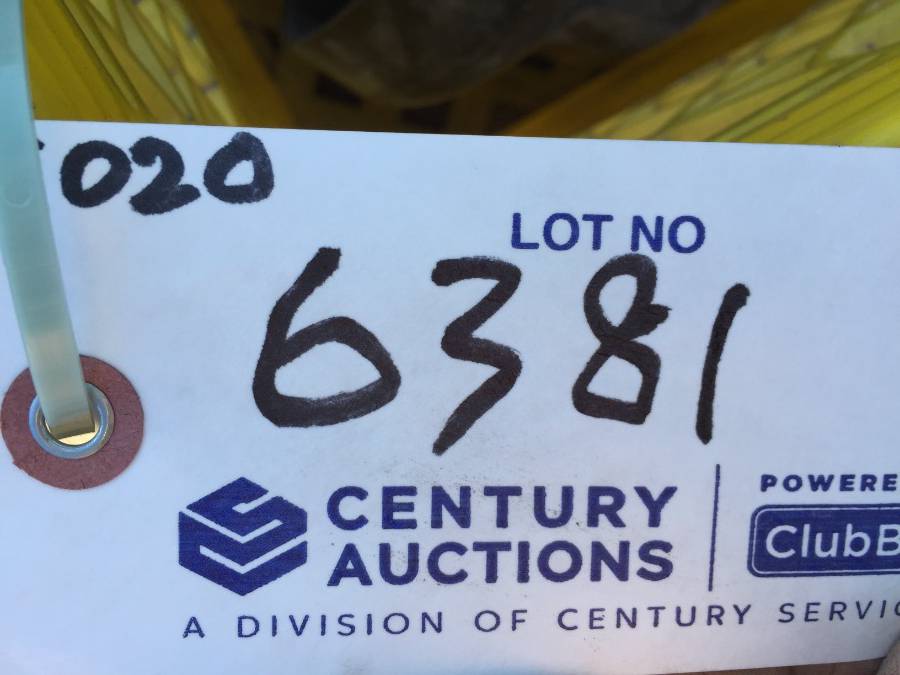 020
LOT NO
6381
CENTURY
AUCTIONS
POWERE
ClubB
A DIVISION OF CENTURY SERVIC